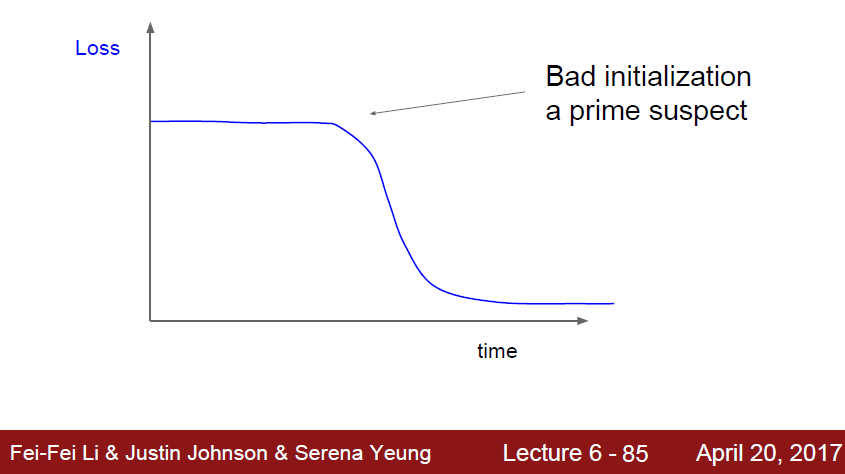 Loss
Bad initialization
a prime suspect
time
Fei-Fei Li & Justin Johnson & Serena Yeung
Lecture 6 - 85
April 20, 2017